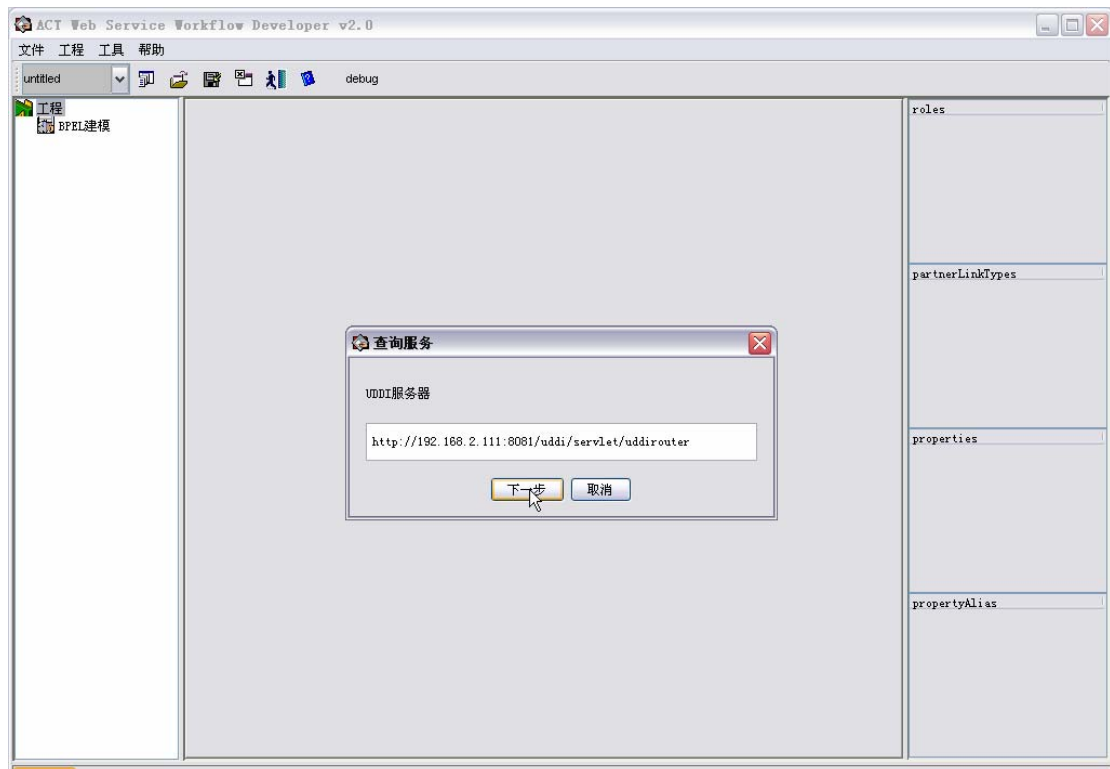 ACT Web Service Workflow Developer v2.0
文件 工程 工具 帮助
untitled debug
工程
BPEL建模
roles
partnerLinkTypes
properties
propertyAlias
查询服务
UDDI服务器
http://192.168.2.111:8081/uddi/servlet/uddirouter
下一步 取消